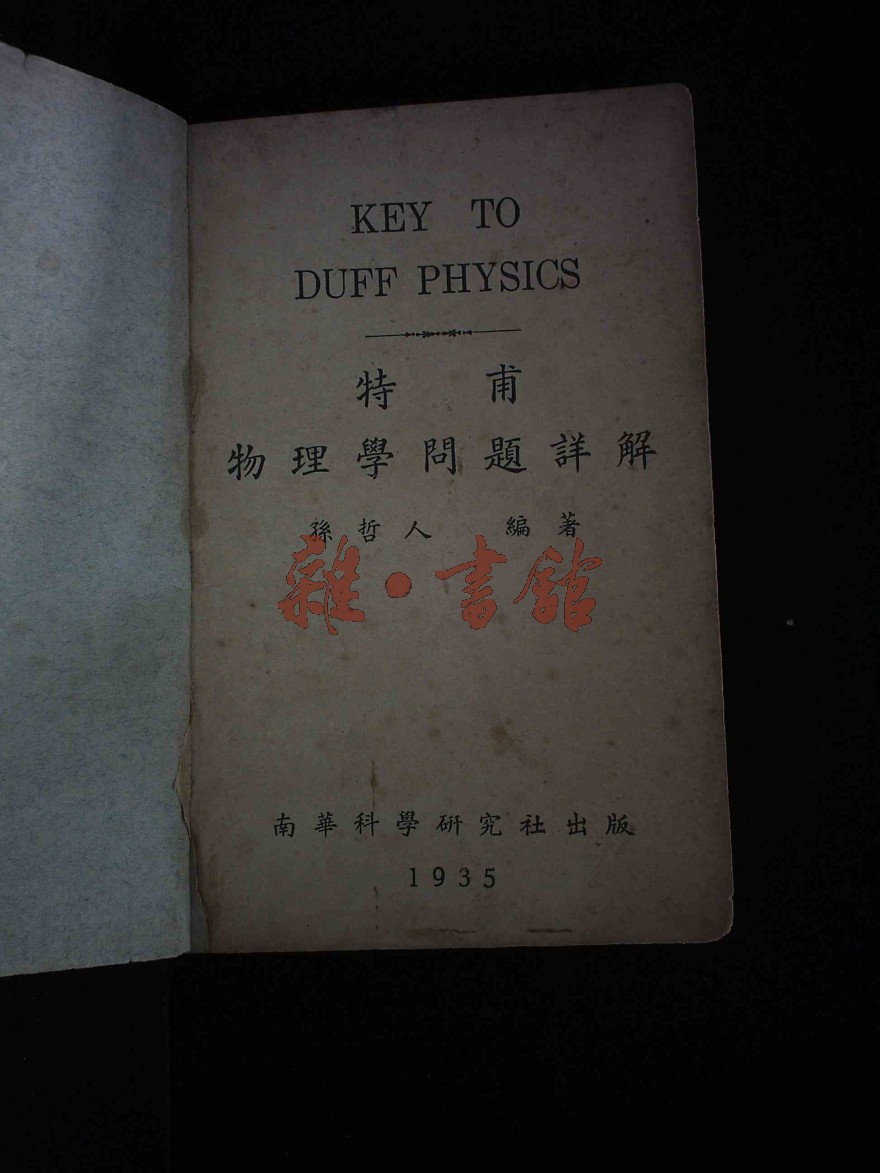 KEY TO
DUFF PHYSICS
特甫
物理學問題詳解
孫哲人 編著
雜·書館
南華科學研究社出版
1935